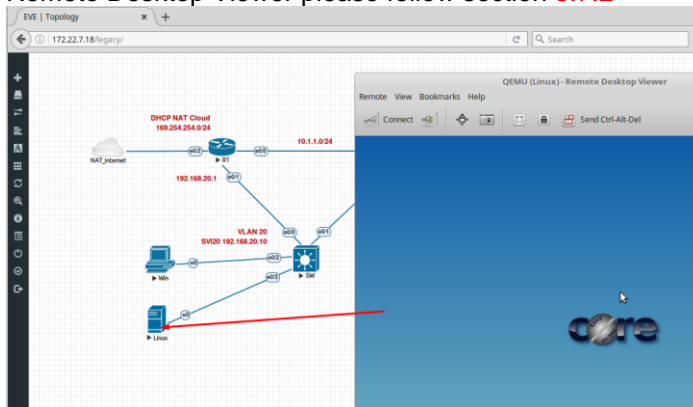 Remote Desktop Viewer please follow section
EVE | Topology
172.22.7.18/legacy/
Search
QEMU (Linux) - Remote Desktop Viewer
Remote View Bookmarks Help
Connect
Send Ctrl-Alt-Del
DHCP NAT Cloud
169.254.254.0/24
10.1.1.0/24
NAT_internet
e0/2
R1
e0/0
192.168.20.1
e0/1
VLAN 20
SVI20 192.168.20.10
e0/0
e0/1
Win
e0
e0/2
SW
e0/3
e0
Linux
core